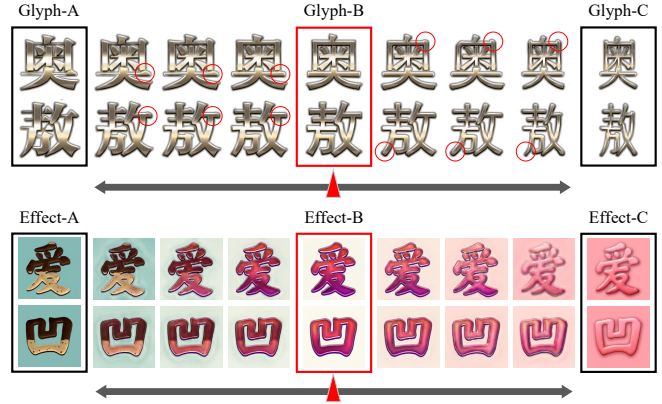 Glyph-A Glyph-B Glyph-C
奥 奥 奥 奥 奥 奥 奥 奥 奥
敖 敖 敖 敖 敖 敖 敖 敖 敖
Effect-A Effect-B Effect-C
爱 爱 爱 爱 爱 爱 爱 爱 爱
凹 凹 凹 凹 凹 凹 凹 凹 凹